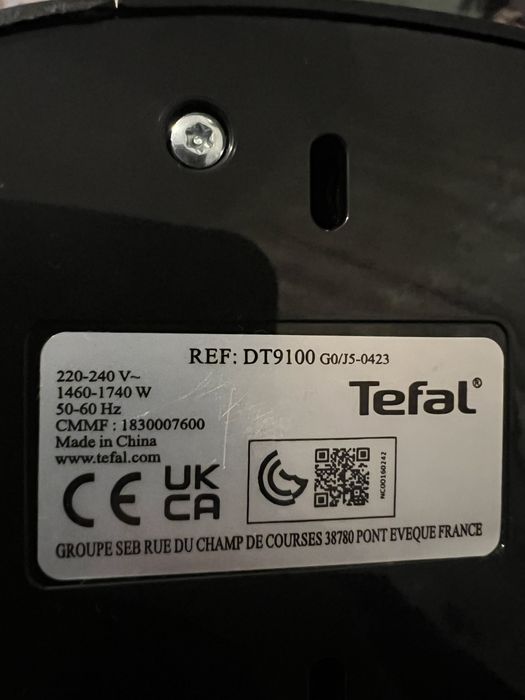 REF: DT9100 G0/J5-0423
220-240 V~
1460-1740 W
50-60 Hz
CMMF : 1830007600
Made in China
www.tefal.com
Tefal®
CE
UK
CA
NC00160242
GROUPE SEB RUE DU CHAMP DE COURSES 38780 PONT EVEQUE FRANCE